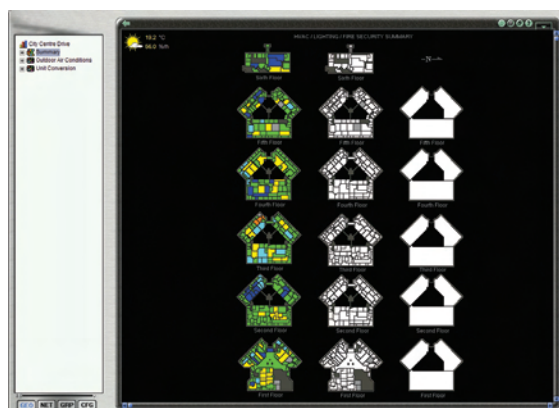 City Centre Drive
Summary
Outdoor Air Conditions
Unit Conversion
19.2 °C
HVAC / LIGHTING / FIRE SECURITY SUMMARY
Sixth Floor Sixth Floor
-N-
Fifth Floor Fifth Floor Fifth Floor
Fourth Floor Fourth Floor Fourth Floor
Third Floor Third Floor Third Floor
Second Floor Second Floor Second Floor
First Floor First Floor First Floor
GEO NET GRP CFG